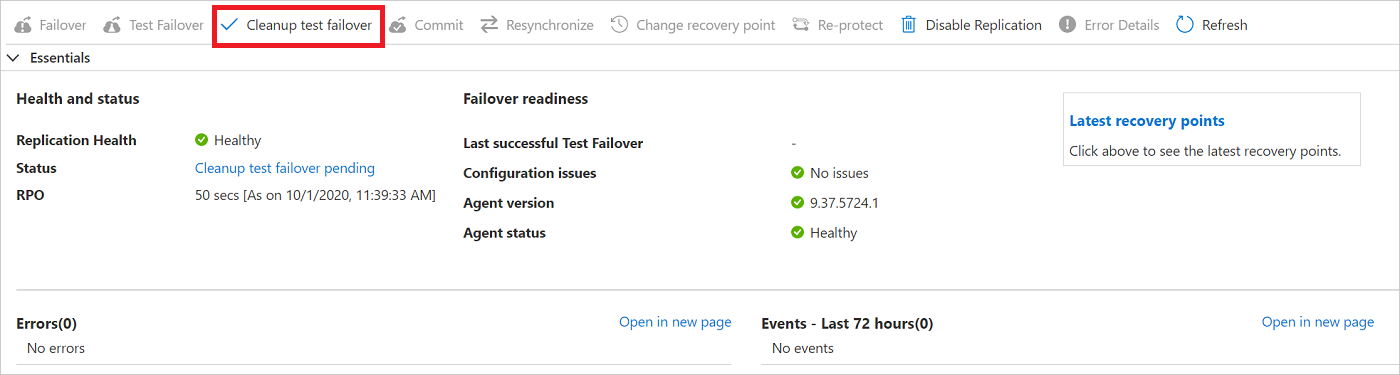 Failover Test Failover Cleanup test failover Commit Resynchronize Change recovery point Re-protect Disable Replication Error Details Refresh
Essentials
Health and status
Replication Health Healthy
Status Cleanup test failover pending
RPO 50 secs [As on 10/1/2020, 11:39:33 AM]
Failover readiness
Last successful Test Failover -
Configuration issues No issues
Agent version 9.37.5724.1
Agent status Healthy
Latest recovery points
Click above to see the latest recovery points.
Errors(0) Open in new page
No errors
Events - Last 72 hours(0) Open in new page
No events